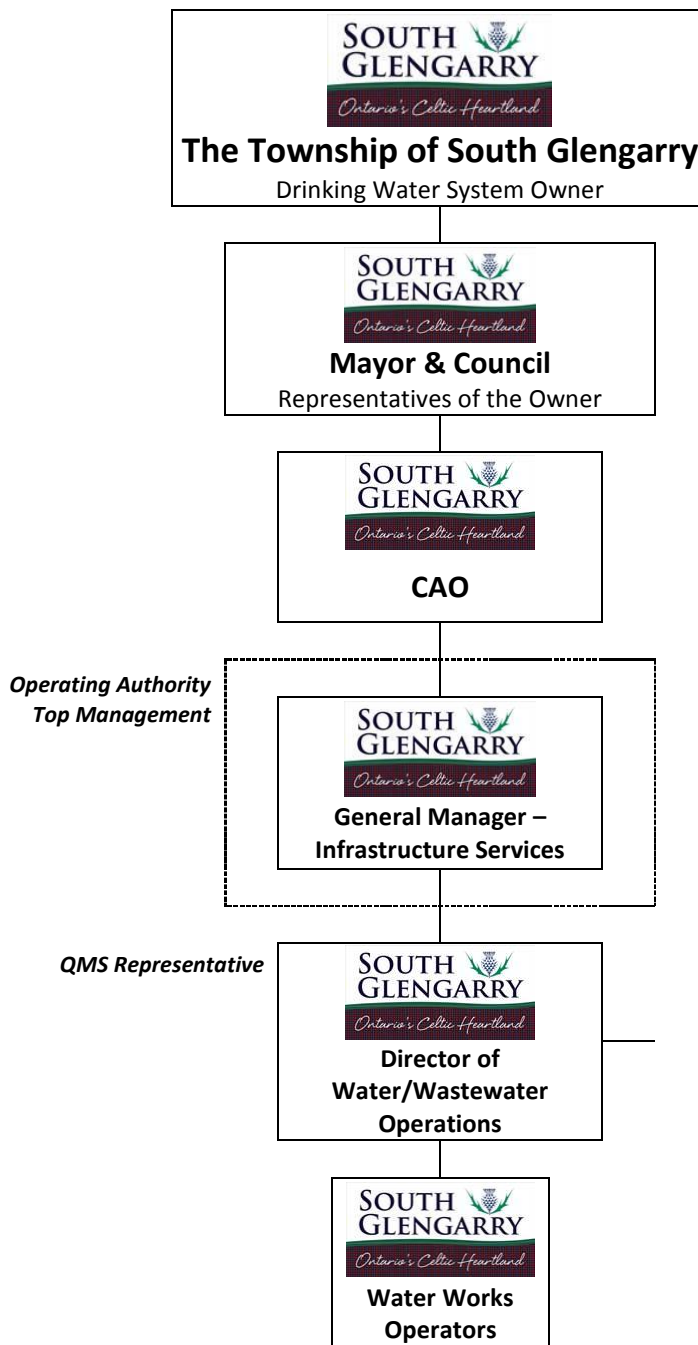 SOUTH
GLENGARRY
Ontario's Celtic Heartland
The Township of South Glengarry
Drinking Water System Owner
SOUTH
GLENGARRY
Ontario's Celtic Heartland
Mayor & Council
Representatives of the Owner
SOUTH
GLENGARRY
Ontario's Celtic Heartland
CAO
Operating Authority
Top Management
SOUTH
GLENGARRY
Ontario's Celtic Heartland
General Manager –
Infrastructure Services
QMS Representative
SOUTH
GLENGARRY
Ontario's Celtic Heartland
Director of
Water/Wastewater
Operations
SOUTH
GLENGARRY
Ontario's Celtic Heartland
Water Works
Operators